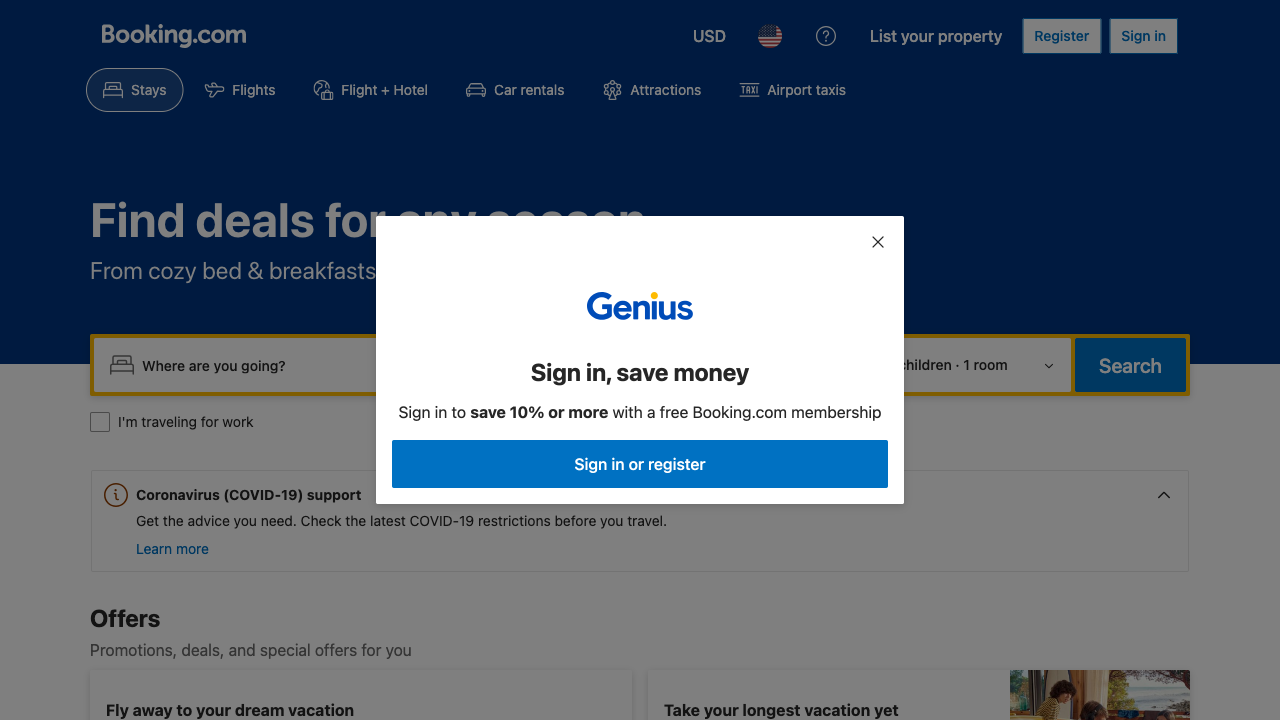 Booking.com
USD
List your property
Register
Sign in
Stays
Flights
Flight + Hotel
Car rentals
Attractions
TAXI
Airport taxis
Find deals for any season
From cozy bed & breakfasts
Genius
Sign in, save money
Sign in to save 10% or more with a free Booking.com membership
Sign in or register
Where are you going?
children · 1 room
Search
I'm traveling for work
Coronavirus (COVID-19) support
Get the advice you need. Check the latest COVID-19 restrictions before you travel.
Learn more
Offers
Promotions, deals, and special offers for you
Fly away to your dream vacation
Take your longest vacation yet